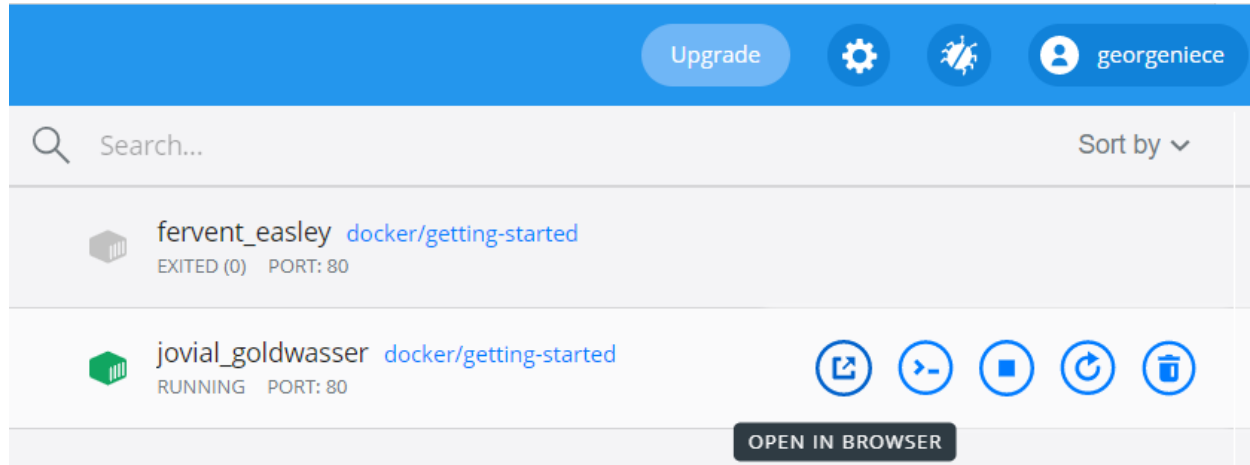 Upgrade georgeniece
Search... Sort by
fervent_easley docker/getting-started
EXITED (0) PORT: 80
jovial_goldwasser docker/getting-started
RUNNING PORT: 80
OPEN IN BROWSER